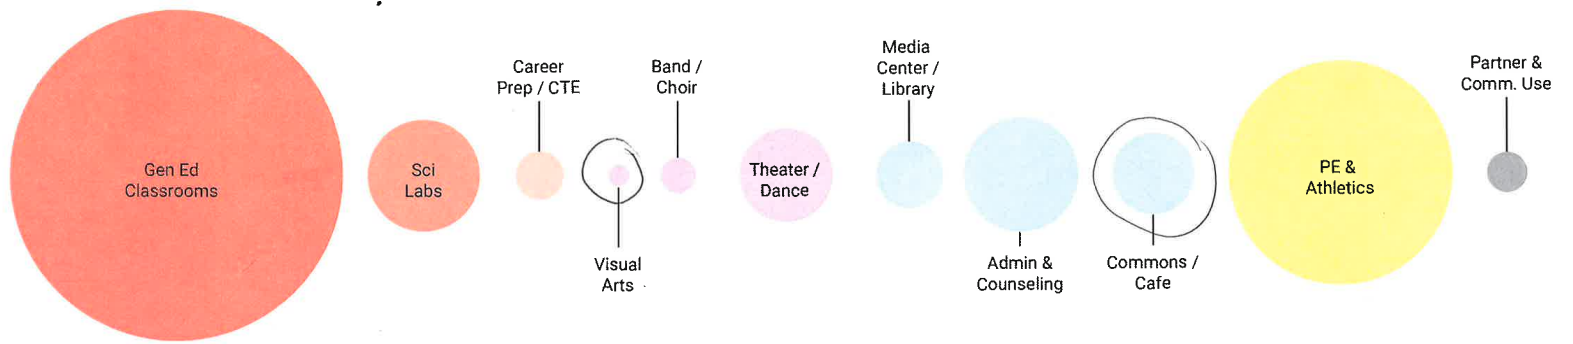 Gen Ed
Classrooms
Sci
Labs
Career
Prep / CTE
Visual
Arts
Band /
Choir
Theater /
Dance
Media
Center /
Library
Admin &
Counseling
Commons /
Cafe
PE &
Athletics
Partner &
Comm. Use